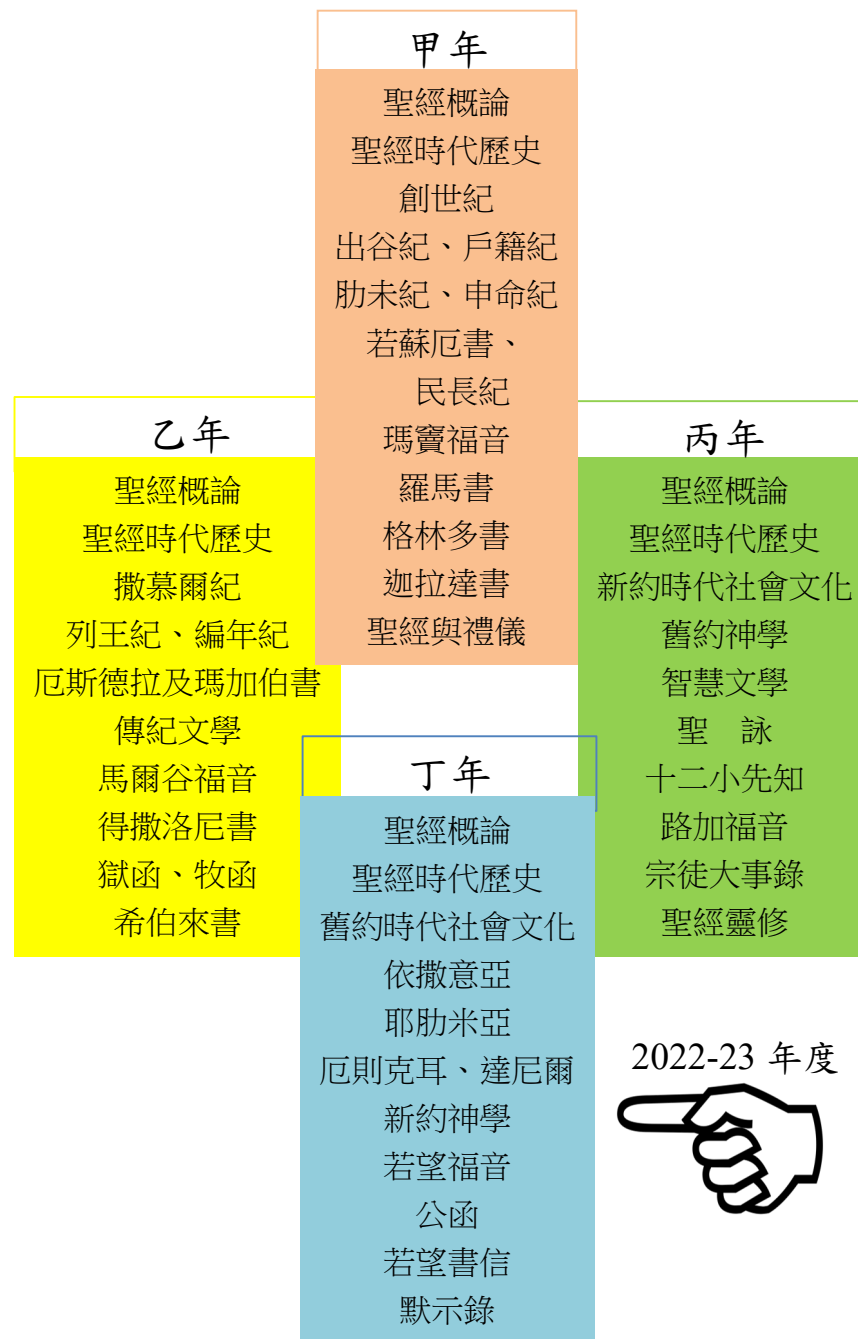 甲年
聖經概論
聖經時代歷史
創世紀
出谷紀、戶籍紀
肋未紀、申命紀
若蘇厄書、
民長紀
瑪竇福音
羅馬書
格林多書
迦拉達書
聖經與禮儀
乙年
聖經概論
聖經時代歷史
撒慕爾紀
列王紀、編年紀
厄斯德拉及瑪加伯書
傳紀文學
馬爾谷福音
得撒洛尼書
獄函、牧函
希伯來書
丙年
聖經概論
聖經時代歷史
新約時代社會文化
舊約神學
智慧文學
聖　詠
十二小先知
路加福音
宗徒大事錄
聖經靈修
丁年
聖經概論
聖經時代歷史
舊約時代社會文化
依撒意亞
耶肋米亞
厄則克耳、達尼爾
新約神學
若望福音
公函
若望書信
默示錄
2022-23 年度